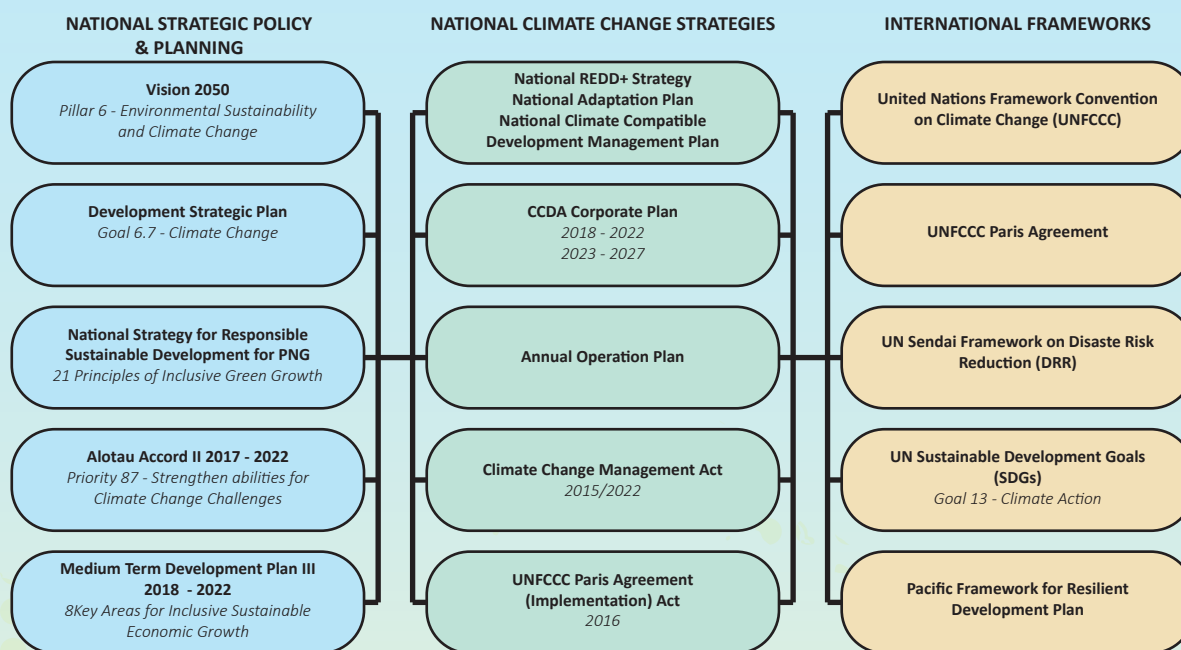 NATIONAL STRATEGIC POLICY
& PLANNING
Vision 2050
Pillar 6 - Environmental Sustainability
and Climate Change
Development Strategic Plan
Goal 6.7 - Climate Change
National Strategy for Responsible
Sustainable Development for PNG
21 Principles of Inclusive Green Growth
Alotau Accord II 2017 - 2022
Priority 87 - Strengthen abilities for
Climate Change Challenges
Medium Term Development Plan III
2018 - 2022
8Key Areas for Inclusive Sustainable
Economic Growth
NATIONAL CLIMATE CHANGE STRATEGIES
National REDD+ Strategy
National Adaptation Plan
National Climate Compatible
Development Management Plan
CCDA Corporate Plan
2018 - 2022
2023 - 2027
Annual Operation Plan
Climate Change Management Act
2015/2022
UNFCCC Paris Agreement
(Implementation) Act
2016
INTERNATIONAL FRAMEWORKS
United Nations Framework Convention
on Climate Change (UNFCCC)
UNFCCC Paris Agreement
UN Sendai Framework on Disaste Risk
Reduction (DRR)
UN Sustainable Development Goals
(SDGs)
Goal 13 - Climate Action
Pacific Framework for Resilient
Development Plan